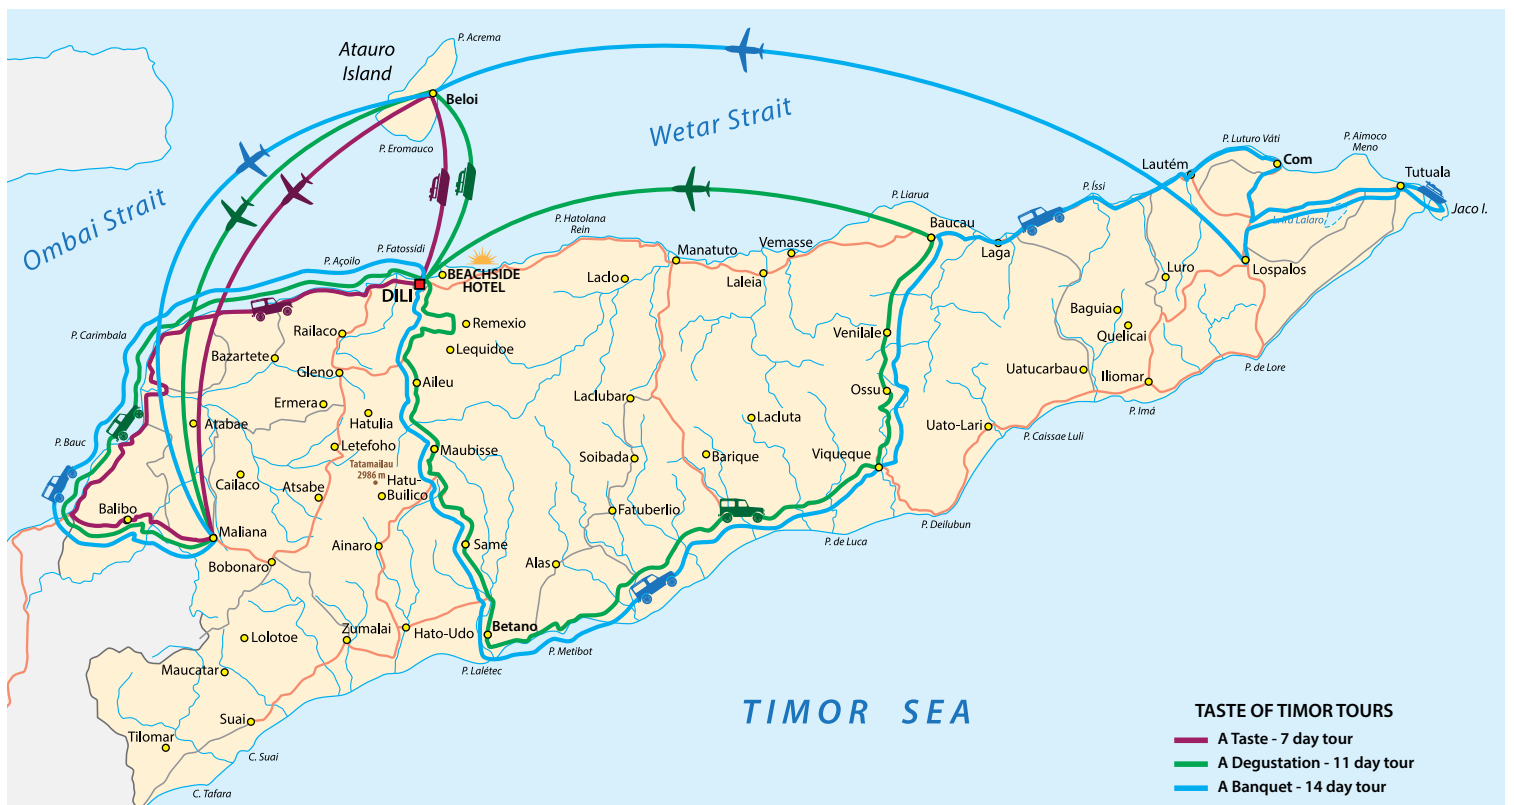 P. Acrema
Atauro
Island
Beloi
P. Eromauco
Wetar Strait
Ombai Strait
P. Luturo Váti
P. Aimoco
Meno
Com
Lautém
Tutuala
Jaco I.
P. Íssi
P. Liarua
P. Hatolana
Rein
P. Fatossídi
P. Açoilo
Baucau
Laga
Lospalos
Manatuto
Vemasse
Laleia
Laclo
Luro
BEACHSIDE
HOTEL
DILI
Baguia
Quelicai
Remexio
Railaco
P. Carimbala
Venilale
Lequidoe
Bazartete
Gleno
Uatucarbau
Iliomar
P. de Lore
Aileu
Ossu
Laclubar
Ermera
P. Imá
Hatulia
Atabae
Lacluta
Uato-Lari
P. Caissae Luli
P. Bauc
Letefoho
Maubisse
Tatamailau
2986 m
Soibada
Barique
Viqueque
Cailaco
Atsabe
Hatu-
Builico
Balibo
Fatuberlio
P. Deilubun
Maliana
P. de Luca
Ainaro
Same
Alas
Bobonaro
Lolotoe
Zumalai
Hato-Udo
Betano
P. Metibot
P. Lalétec
Maucatar
TIMOR SEA
Suai
Tilomar
C. Suai
C. Tafara
TASTE OF TIMOR TOURS
A Taste - 7 day tour
A Degustation - 11 day tour
A Banquet - 14 day tour